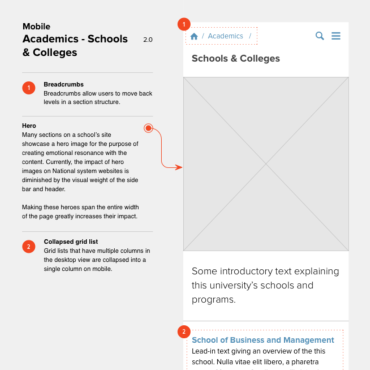 Mobile
Academics - Schools
& Colleges
2.0
1
Breadcrumbs
Breadcrumbs allow users to move back
levels in a section structure.
Hero
Many sections on a school's site
showcase a hero image for the purpose of
creating emotional resonance with the
content. Currently, the impact of hero
images on National system websites is
diminished by the visual weight of the side
bar and header.
Making these heroes span the entire width
of the page greatly increases their impact.
2
Collapsed grid list
Grid lists that have multiple columns in
the desktop view are collapsed into a
single column on mobile.
1
/ Academics /
Schools & Colleges
Some introductory text explaining
this university's schools and
programs.
2
School of Business and Management
Lead-in text giving an overview of the this
school. Nulla vitae elit libero, a pharetra